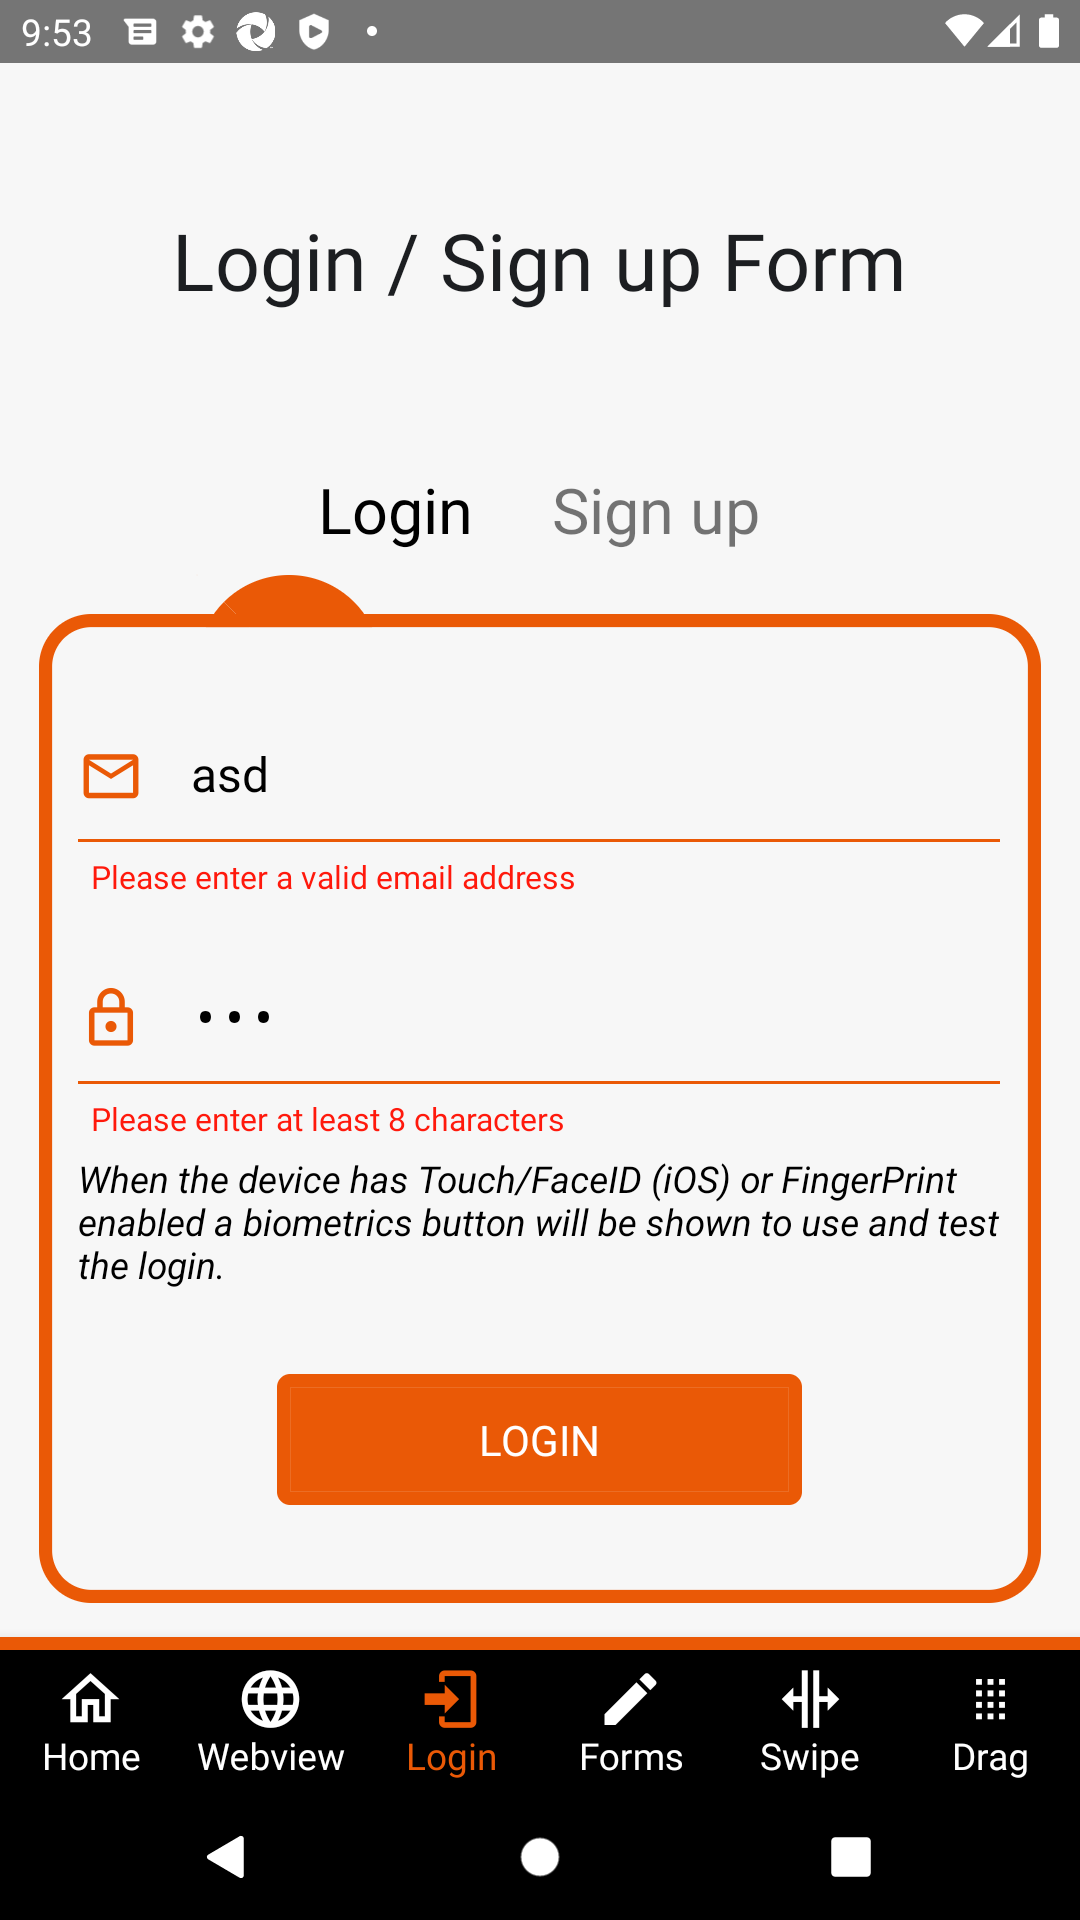 9:53
Login / Sign up Form
Login Sign up
asd
Please enter a valid email address
•••
Please enter at least 8 characters
When the device has Touch/FaceID (iOS) or FingerPrint
enabled a biometrics button will be shown to use and test
the login.
LOGIN
Home Webview Login Forms Swipe Drag